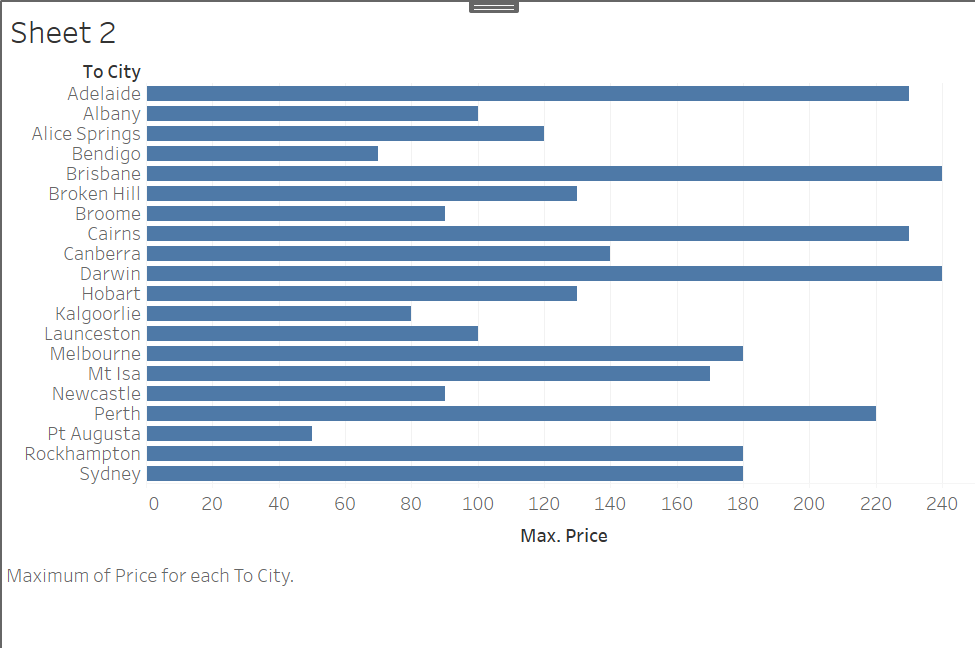 Sheet 2
To City
Adelaide
Albany
Alice Springs
Bendigo
Brisbane
Broken Hill
Broome
Cairns
Canberra
Darwin
Hobart
Kalgoorlie
Launceston
Melbourne
Mt Isa
Newcastle
Perth
Pt Augusta
Rockhampton
Sydney
0 20 40 60 80 100 120 140 160 180 200 220 240
Max. Price
Maximum of Price for each To City.